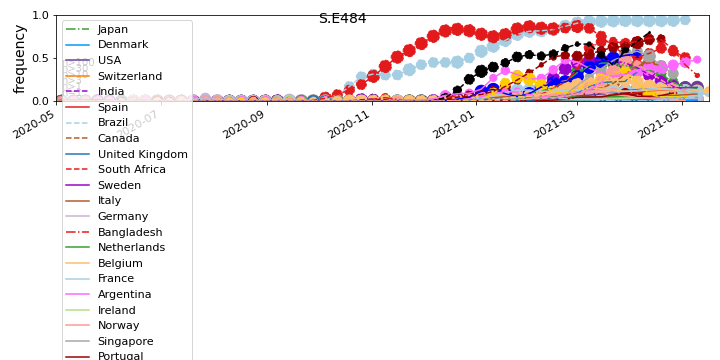 S.E484
frequency
1.0
0.5
0.0
2020-05
2020-07
2020-09
2020-11
2021-01
2021-03
2021-05
Japan
Denmark
USA
Switzerland
India
Spain
Brazil
Canada
United Kingdom
South Africa
Sweden
Italy
Germany
Bangladesh
Netherlands
Belgium
France
Argentina
Ireland
Norway
Singapore
Portugal